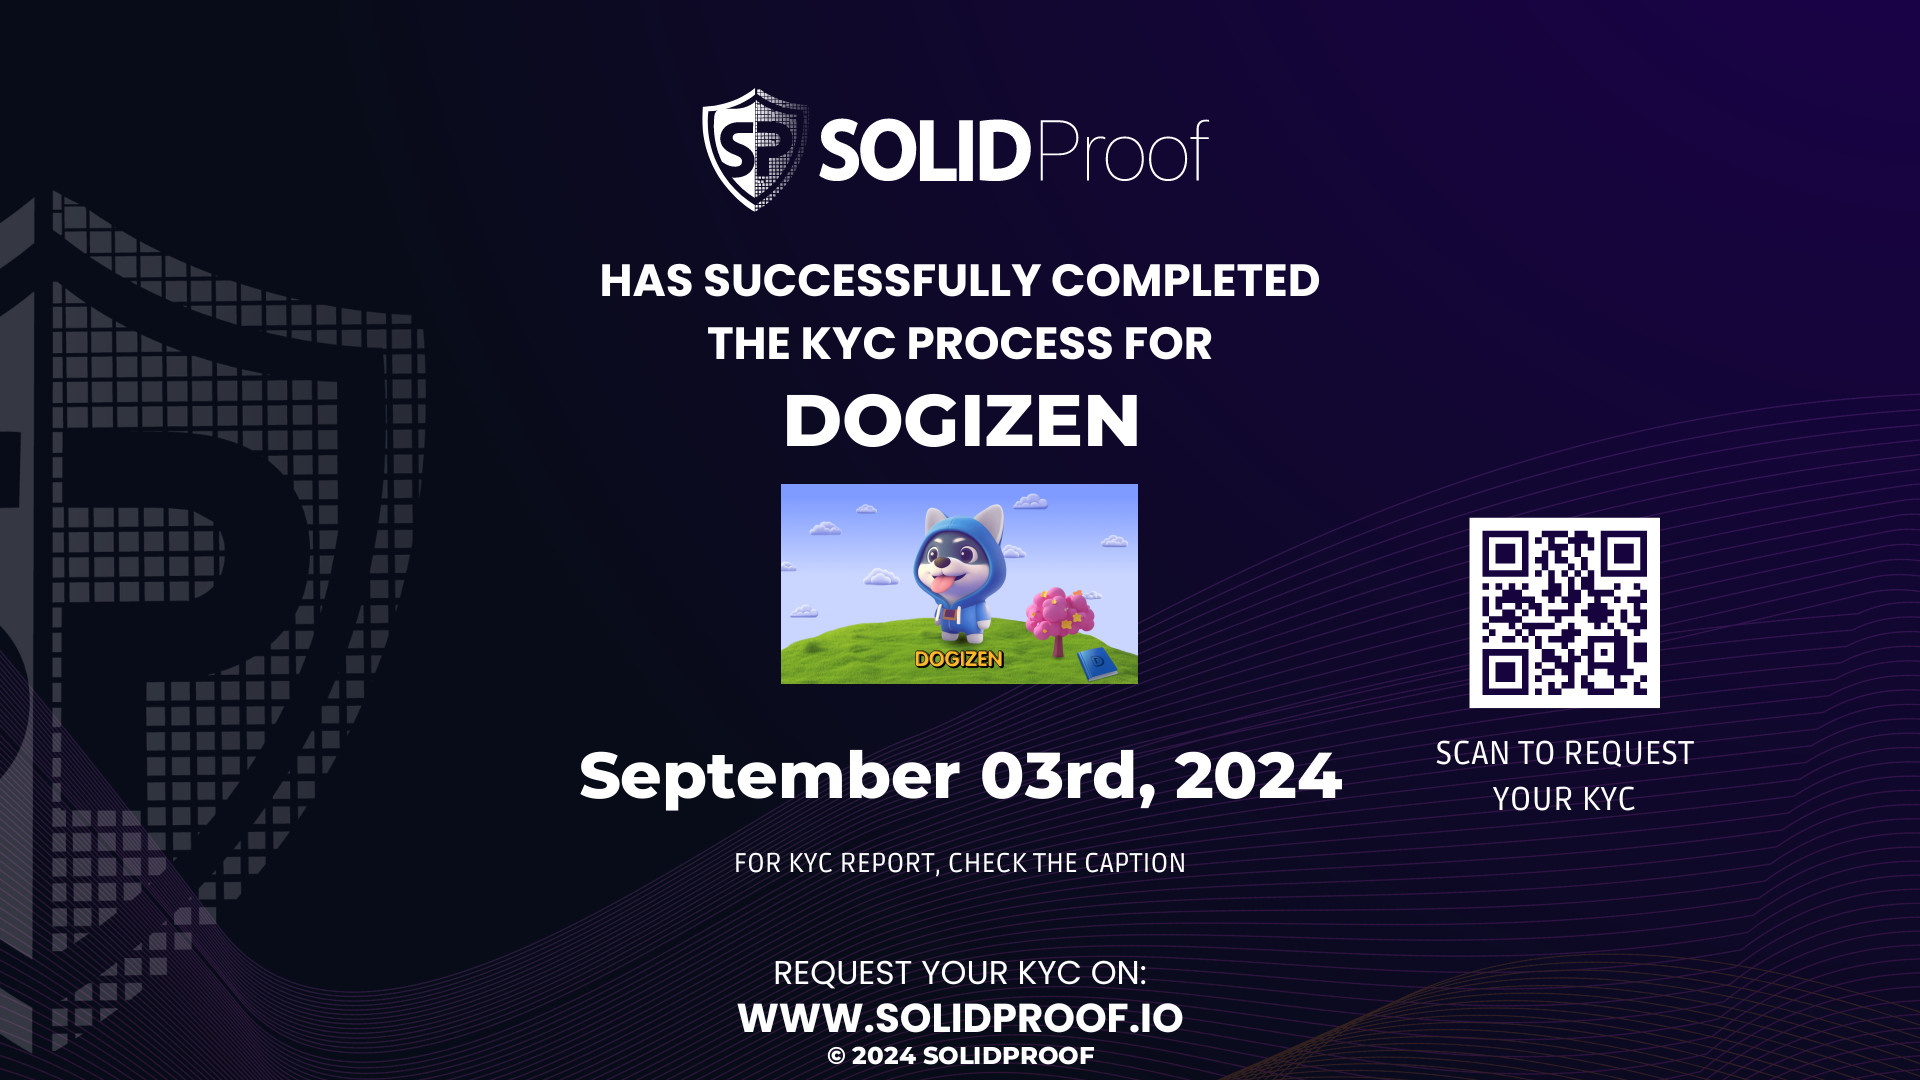 SP SOLIDProof
HAS SUCCESSFULLY COMPLETED
THE KYC PROCESS FOR
DOGIZEN
DOGIZEN
D
September 03rd, 2024
SCAN TO REQUEST
YOUR KYC
FOR KYC REPORT, CHECK THE CAPTION
REQUEST YOUR KYC ON:
WWW.SOLIDPROOF.IO
© 2024 SOLIDPROOF